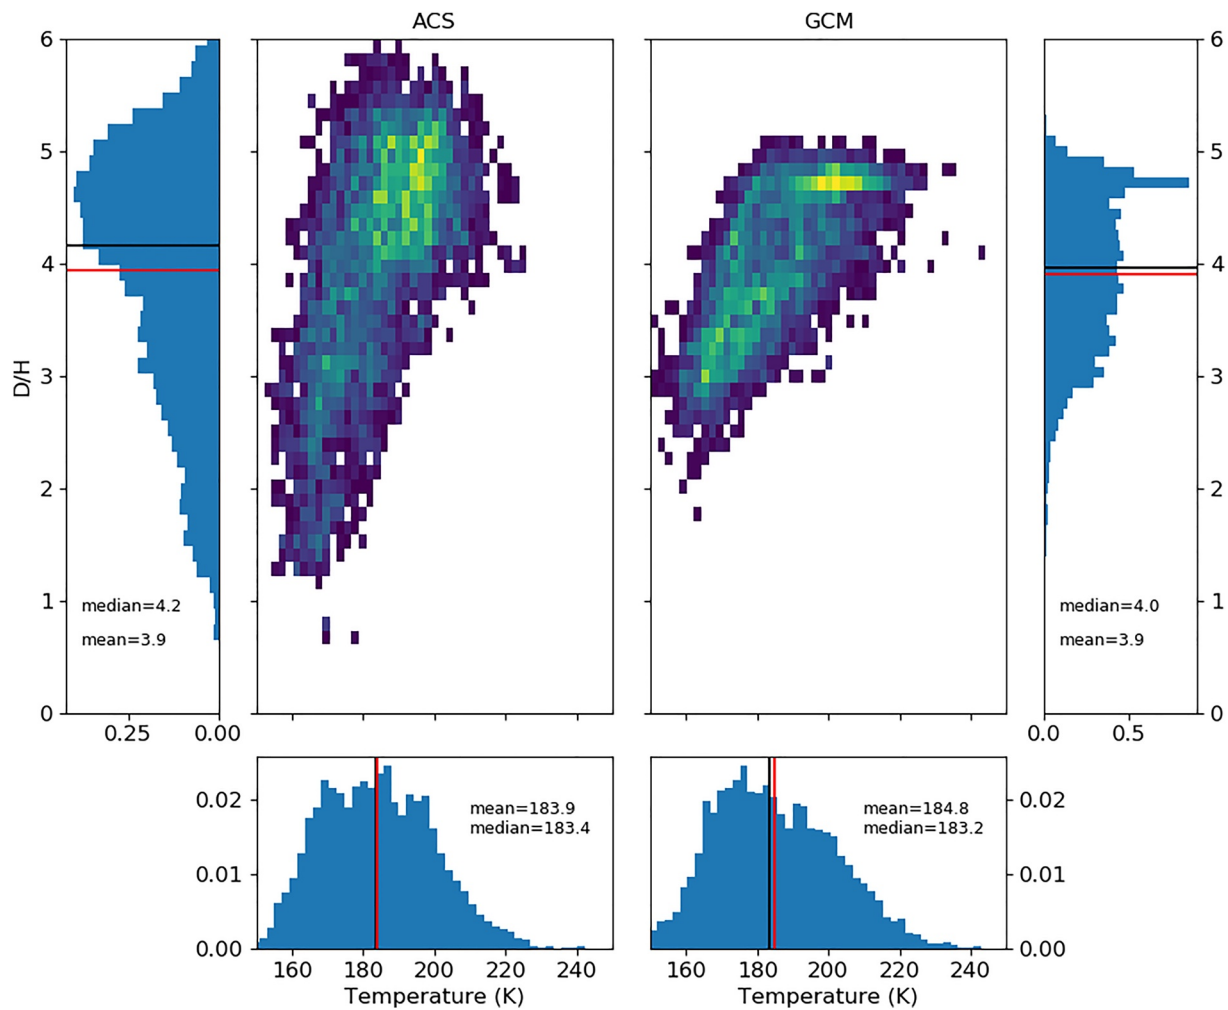 ACS
GCM
6
5
4
3
2
1
0
D/H
median=4.2
mean=3.9
0.25
0.00
6
5
4
3
2
1
0
median=4.0
mean=3.9
0.0
0.5
0.02
0.01
0.00
mean=183.9
median=183.4
160
180
200
220
240
Temperature (K)
mean=184.8
median=183.2
0.02
0.01
0.00
160
180
200
220
240
Temperature (K)